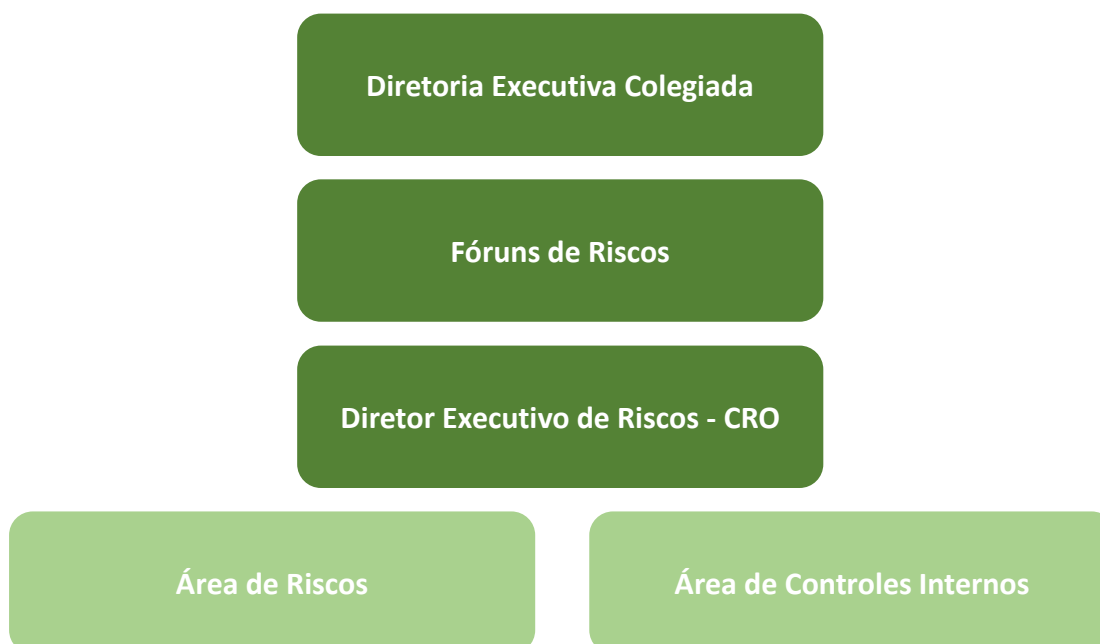 Diretoria Executiva Colegiada
Fóruns de Riscos
Diretor Executivo de Riscos - CRO
Área de Riscos
Área de Controles Internos